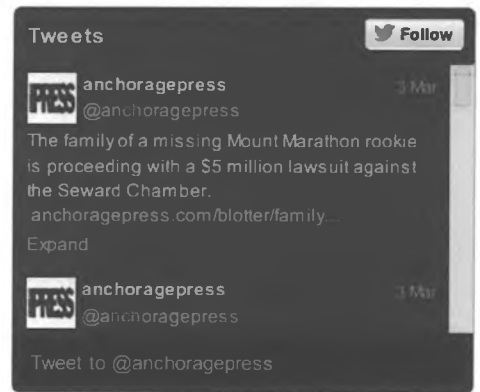 Tweets
Follow
PRESS
anchoragepress
3 Mar
@anchoragepress
The family of a missing Mount Marathon rookie
is proceeding with a $5 million lawsuit against
the Seward Chamber.
anchoragepress.com/blotter/family...
Expand
PRESS
anchoragepress
3 Mar
@anchoragepress
Tweet to @anchoragepress